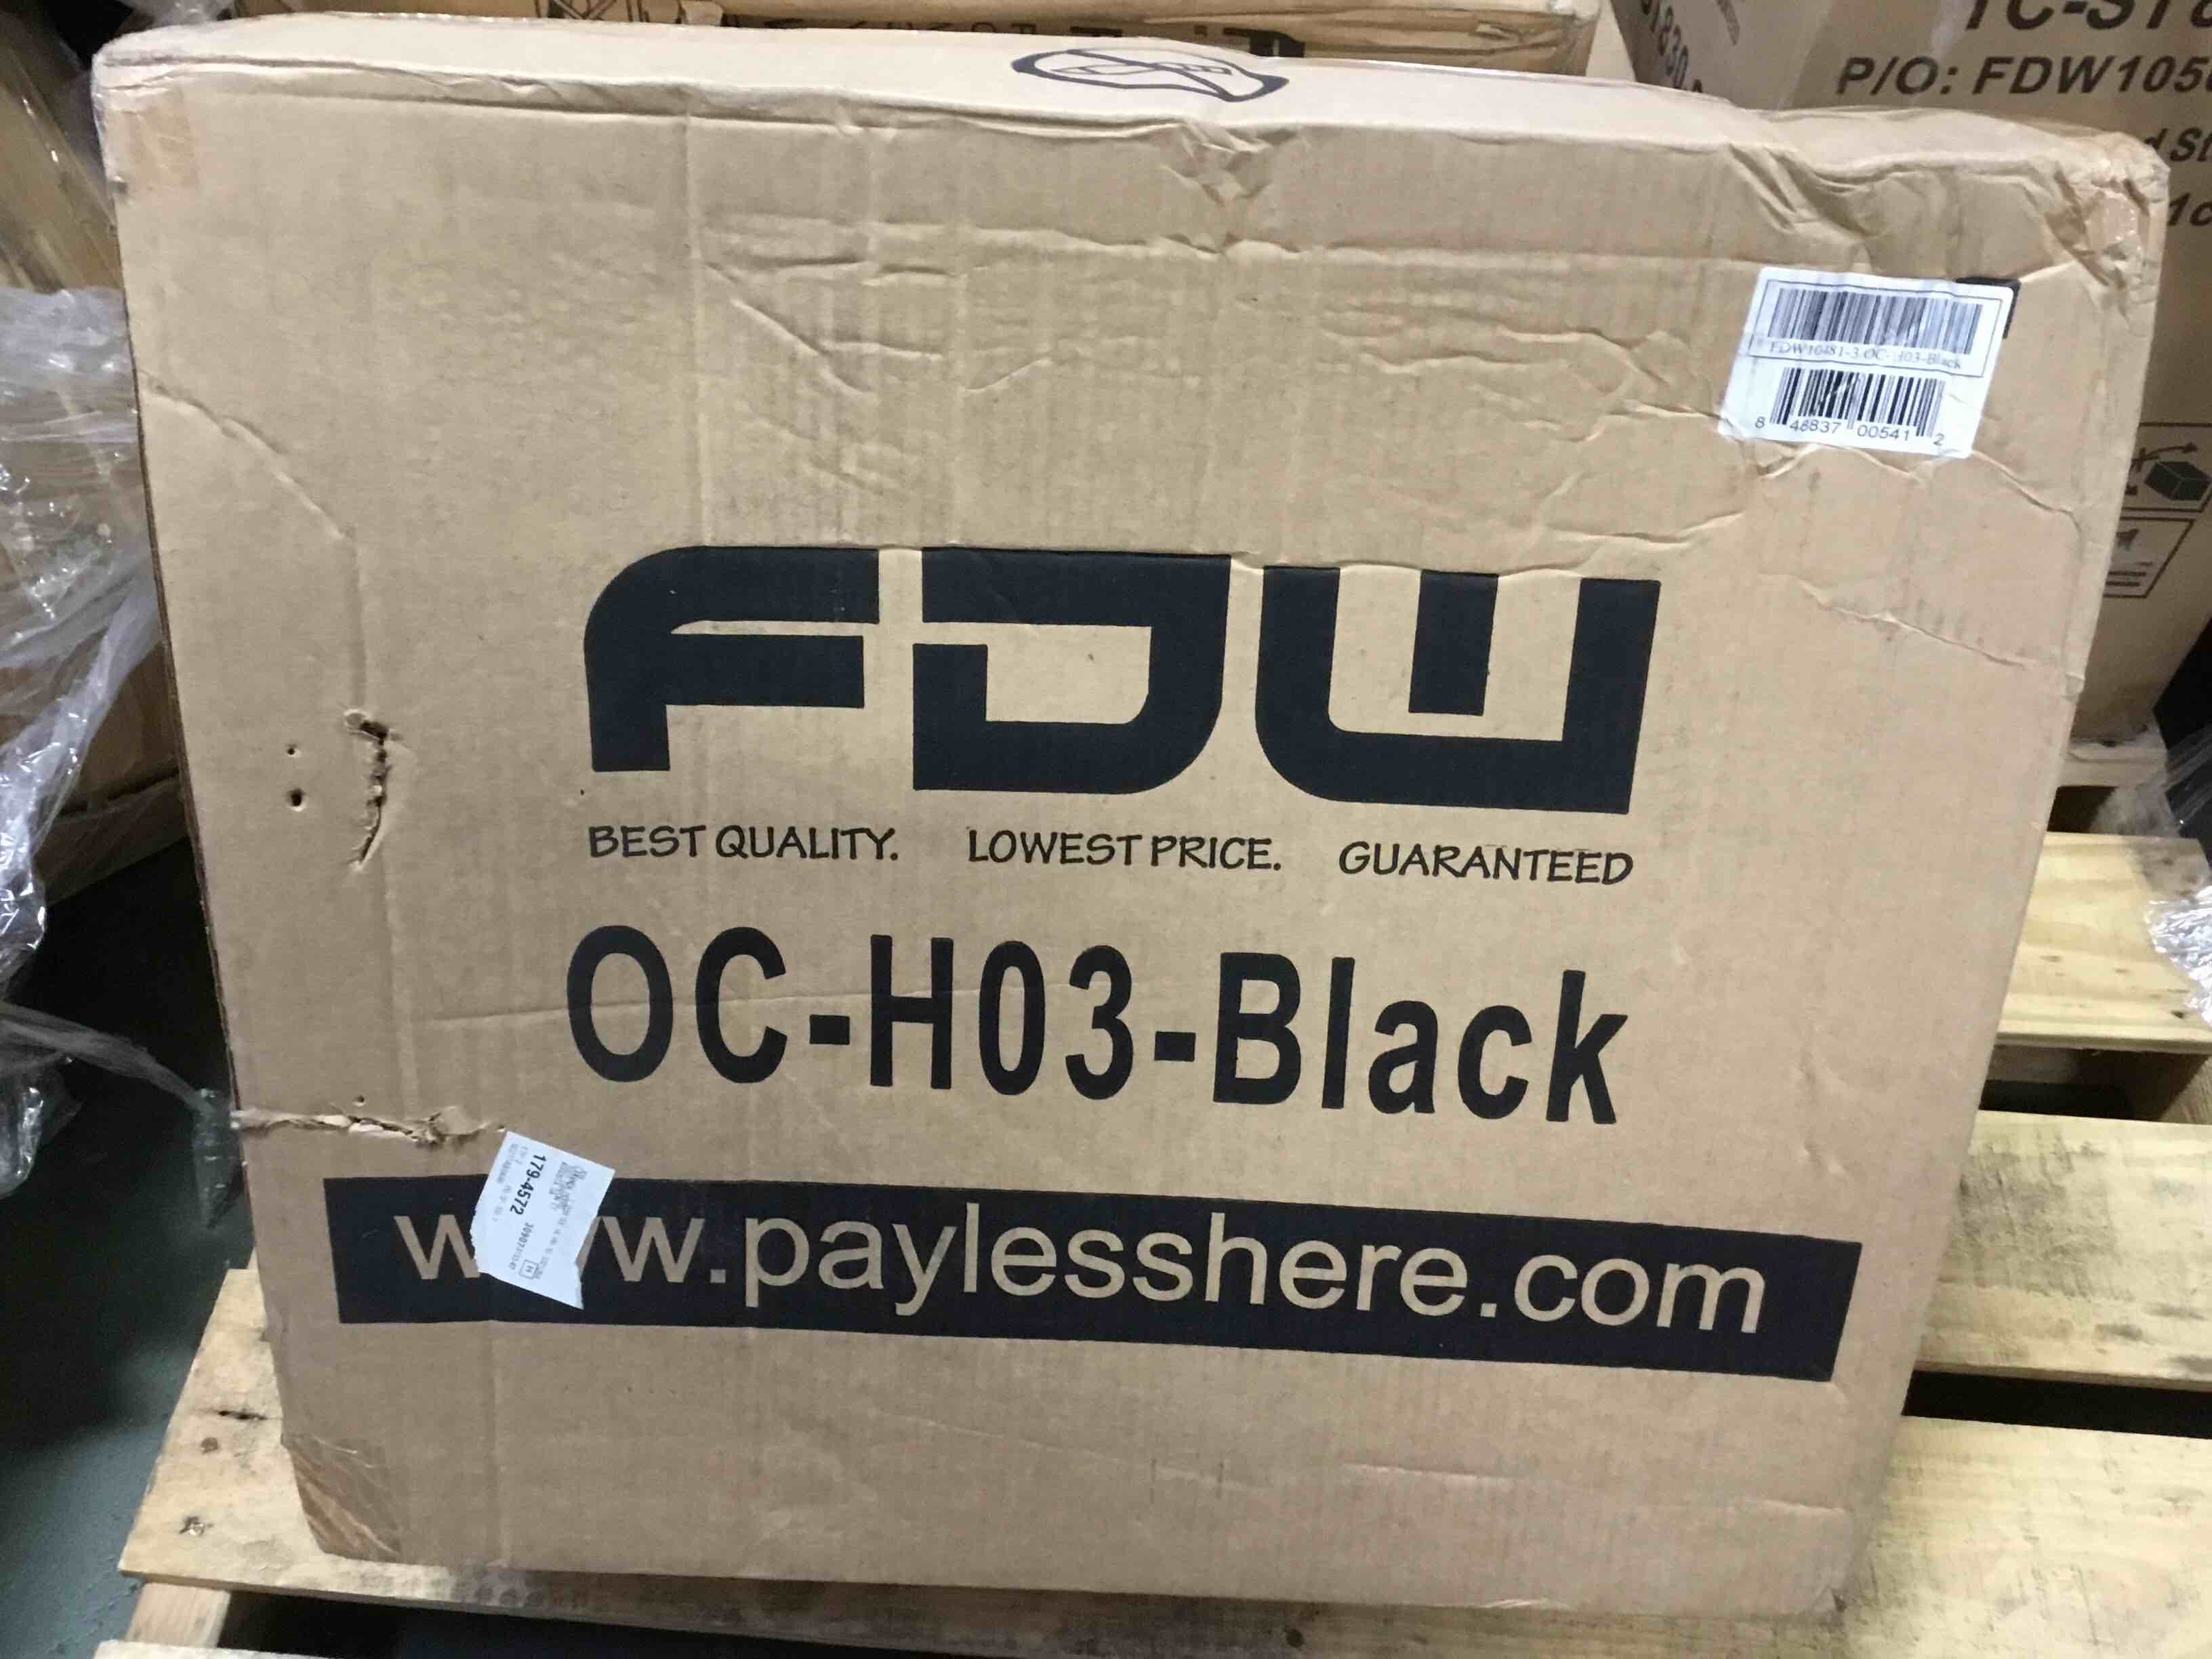 P/O: FDW105
FDW10481-3 OC-H03-Black
8 48837 00541 2
FDW
BEST QUALITY. LOWEST PRICE. GUARANTEED
OC-H03-Black
179-4572
www.paylesshere.com